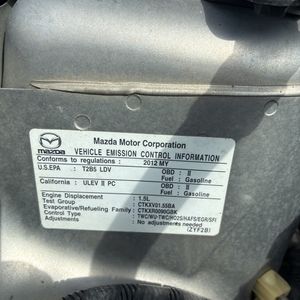 mazda
Mazda Motor Corporation
VEHICLE EMISSION CONTROL INFORMATION
Conforms to regulations : 2012 MY
U.S.EPA : T2B5 LDV OBD : II
Fuel : Gasoline
California : ULEV II PC OBD : II
Fuel : Gasoline
Engine Displacement : 1.5L
Test Group : CTKXV01.5SBA
Evaporative/Refueling Family : CTKXR0090GBK
Control Type : TWC/WU-TWC/HO2S/HAFS/EGR/SFI
Adjustments : No adjustments necessary.
(ZYF2B)